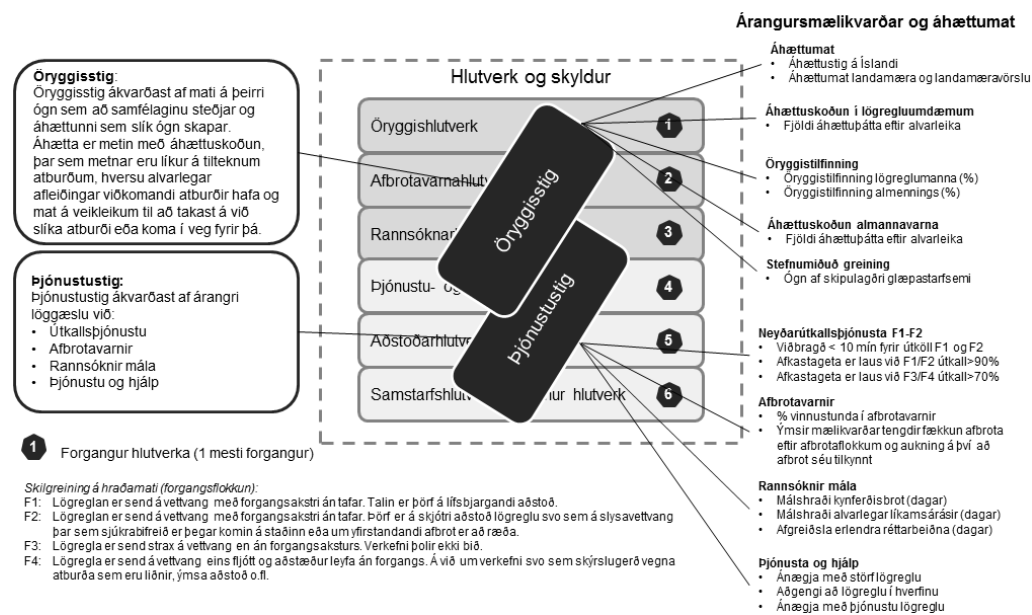 Árangursmælikvarðar og áhættumat
Öryggisstig:
Öryggisstig ákvarðast af mati á þeirri
ógn sem að samfélaginu steðjar og
áhættunni sem slík ógn skapar.
Áhætta er metin með áhættuskoðun,
þar sem metnar eru líkur á tilteknum
atburðum, hversu alvarlegar
afleiðingar viðkomandi atburðir hafa og
mat á veikleikum til að takast á við
slíka atburði eða koma í veg fyrir þá.
Þjónustustig:
Þjónustustig ákvarðast af árangri
löggæslu við:
• Útkallsþjónustu
• Afbrotavarnir
• Rannsóknir mála
• Þjónustu og hjálp
1 Forgangur hlutverka (1 mesti forgangur)
Hlutverk og skyldur
Öryggishlutverk 1
Afbrotavarnahlutv 2
Rannsóknar 3
Þjónustu- og 4
Aðstoðarhlutve 5
Samstarfshlutv nur hlutverk 6
Öryggisstig
Þjónustustig
Áhættumat
• Áhættustig á Íslandi
• Áhættumat landamæra og landamæravörslu
Áhættuskoðun í lögregluumdæmum
• Fjöldi áhættuþátta eftir alvarleika
Öryggistilfinning
• Öryggistilfinning lögreglumanna (%)
• Öryggistilfinning almennings (%)
Áhættuskoðun almannavarna
• Fjöldi áhættuþátta eftir alvarleika
Stefnumiðuð greining
• Ógn af skipulagðri glæpastarfsemi
Neyðarútkallsþjónusta F1-F2
• Viðbragð < 10 mín fyrir útköll F1 og F2
• Afkastageta er laus við F1/F2 útkall>90%
• Afkastageta er laus við F3/F4 útkall>70%
Afbrotavarnir
• % vinnustunda í afbrotavarnir
• Ýmsir mælikvarðar tengdir fækkun afbrota
eftir afbrotaflokkum og aukning á því að
afbrot séu tilkynnt
Rannsóknir mála
• Málshraði kynferðisbrot (dagar)
• Málshraði alvarlegar líkamsárásir (dagar)
• Afgreiðsla erlendra réttarbeiðna (dagar)
Þjónusta og hjálp
• Ánægja með störf lögreglu
• Aðgengi að lögreglu í hverfinu
• Ánægja með þjónustu lögreglu
Skilgreining á hraðamati (forgangsflokkun):
F1: Lögreglan er send á vettvang með forgangsakstri án tafar. Talin er þörf á lífsbjargandi aðstoð.
F2: Lögreglan er send á vettvang með forgangsakstri án tafar. Þörf er á skjótri aðstoð lögreglu svo sem á slysavettvang
þar sem sjúkrabifreið er þegar komin á staðinn eða um yfirstandandi afbrot er að ræða.
F3: Lögregla er send strax á vettvang en án forgangsaksturs. Verkefni þolir ekki bið.
F4: Lögregla er send á vettvang eins fljótt og aðstæður leyfa án forgangs. Á við um verkefni svo sem skýrslugerð vegna
atburða sem eru liðnir, ýmsa aðstoð o.fl.